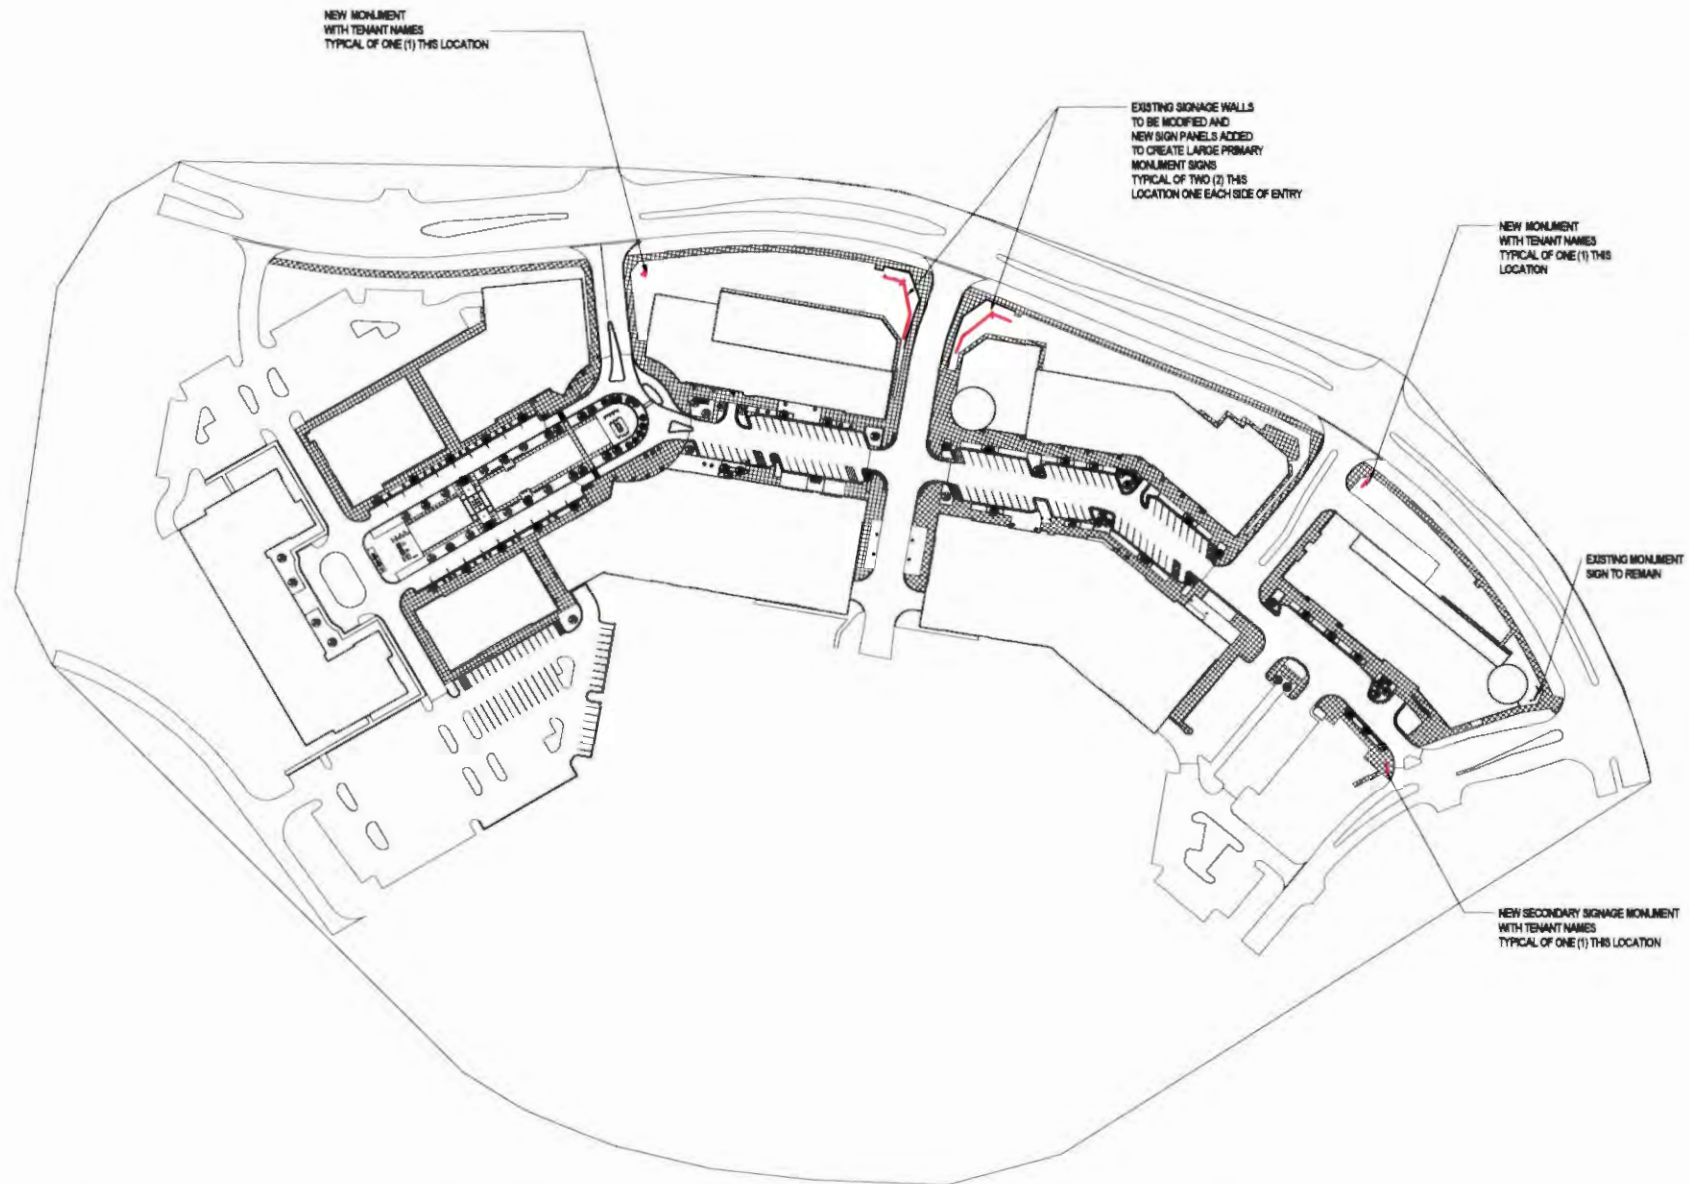 NEW MONUMENT
WITH TENANT NAMES
TYPICAL OF ONE (1) THIS LOCATION
EXISTING SIGNAGE WALLS
TO BE MODIFIED AND
NEW SIGN PANELS ADDED
TO CREATE LARGE PRIMARY
MONUMENT SIGNS
TYPICAL OF TWO (2) THIS
LOCATION ONE EACH SIDE OF ENTRY
NEW MONUMENT
WITH TENANT NAMES
TYPICAL OF ONE (1) THIS
LOCATION
EXISTING MONUMENT
SIGN TO REMAIN
NEW SECONDARY SIGNAGE MONUMENT
WITH TENANT NAMES
TYPICAL OF ONE (1) THIS LOCATION